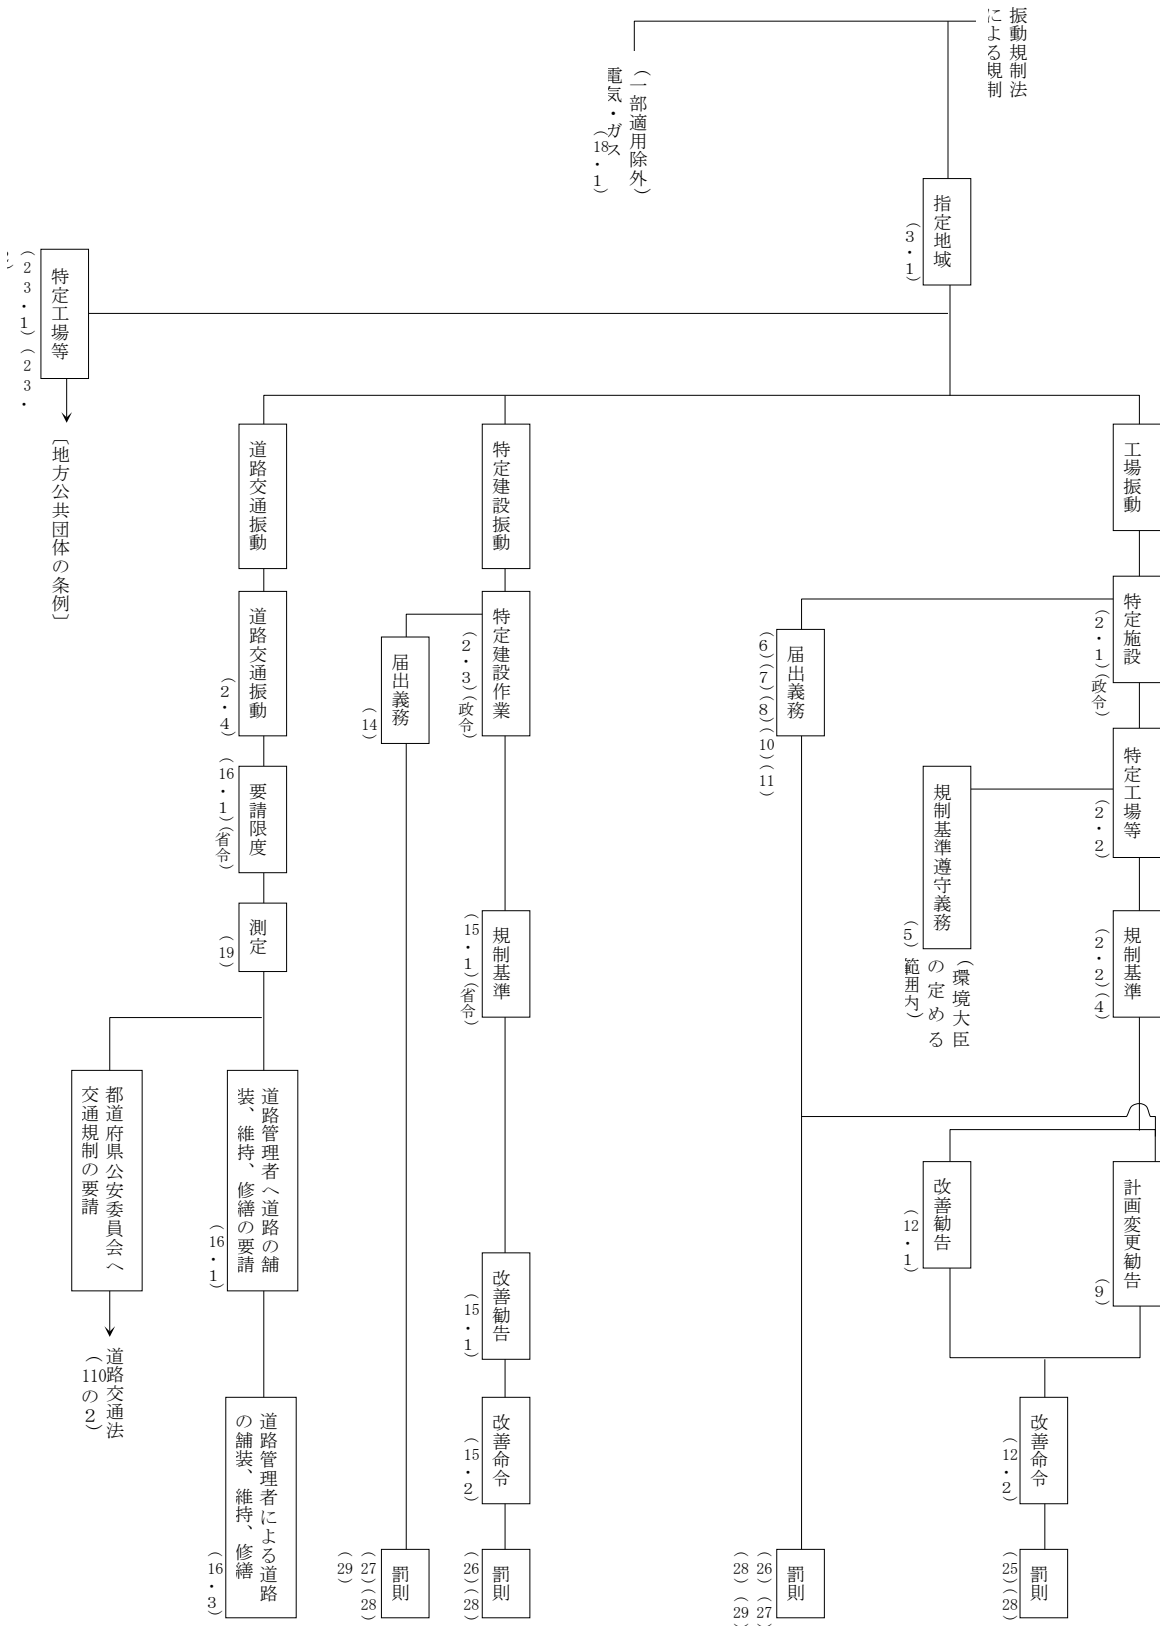 振動規制法
による規制
（一部適用除外）
電気・ガス
（18・1）
指定地域
（3・1）
特定工場等
（23・1）（23・
〔地方公共団体の条例〕
工場振動
特定施設
（2・1）（政令）
特定工場等
（2・2）
規制基準
（2・2）（4）
規制基準遵守義務
（5）
（環境大臣
の定める
範囲内）
届出義務
（6）（7）（8）（10）（11）
計画変更勧告
（9）
改善勧告
（12・1）
改善命令
（12・2）
罰則
（25）（28）
罰則
（26）（27）
（28）（29）
特定建設振動
特定建設作業
（2・3）（政令）
規制基準
（15・1）（省令）
改善勧告
（15・1）
改善命令
（15・2）
罰則
（26）（28）
届出義務
（14）
罰則
（27）（28）
（29）
道路交通振動
道路交通振動
（2・4）
要請限度
（16・1）（省令）
測定
（19）
道路管理者へ道路の舗
装、維持、修繕の要請
（16・1）
道路管理者による道路
の舗装、維持、修繕
（16・3）
都道府県公安委員会へ
交通規制の要請
道路交通法
（110の2）